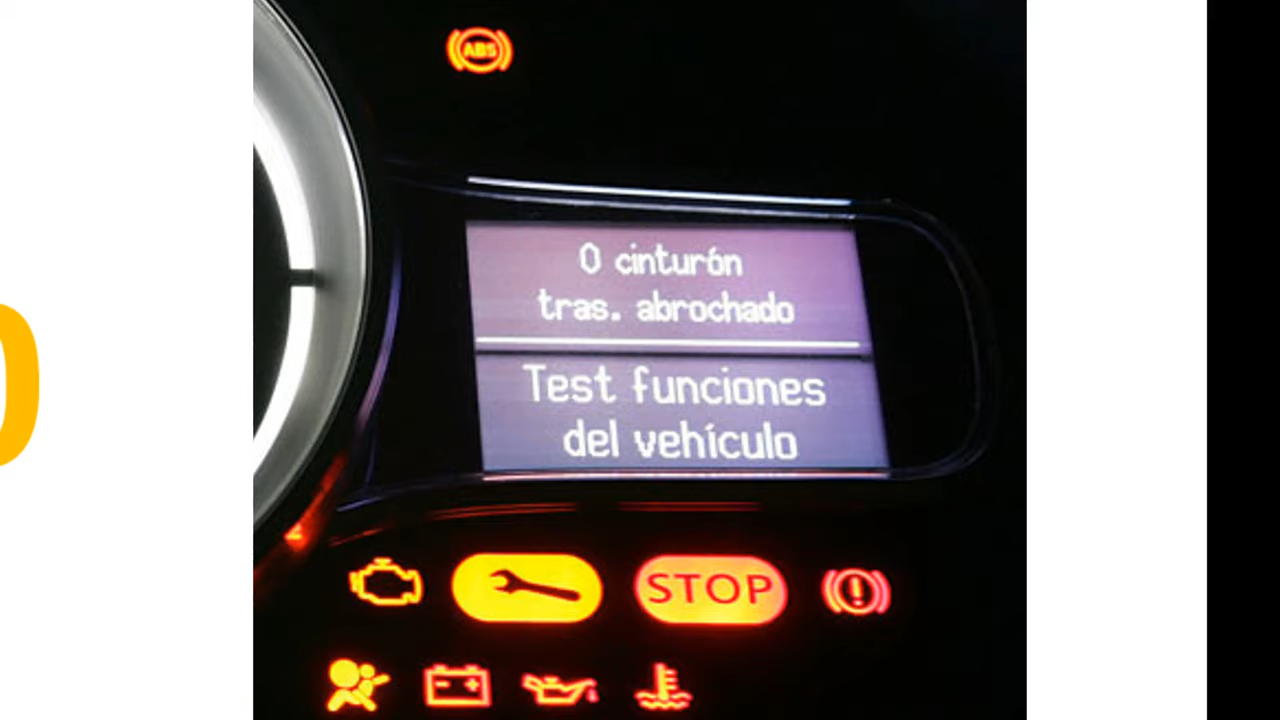 ABS
0 cinturón
tras. abrochado
Test funciones
del vehículo
STOP